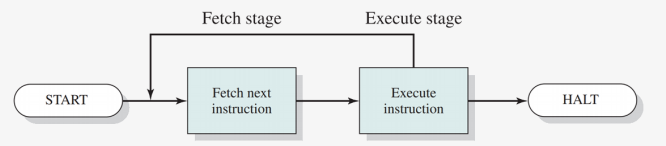 Fetch stage
Execute stage
START
Fetch next
instruction
Execute
instruction
HALT